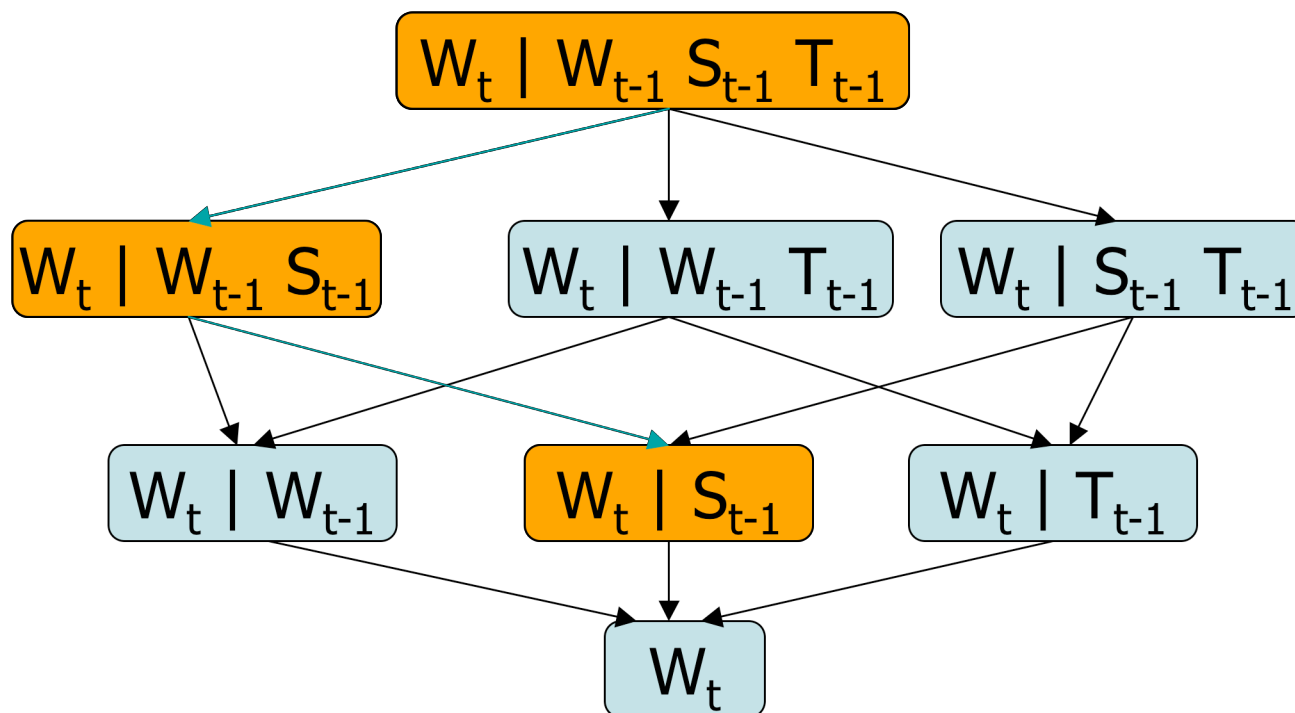 Wₜ | Wₜ₋₁ Sₜ₋₁ Tₜ₋₁
Wₜ | Wₜ₋₁ Sₜ₋₁
Wₜ | Wₜ₋₁ Tₜ₋₁
Wₜ | Sₜ₋₁ Tₜ₋₁
Wₜ | Wₜ₋₁
Wₜ | Sₜ₋₁
Wₜ | Tₜ₋₁
Wₜ